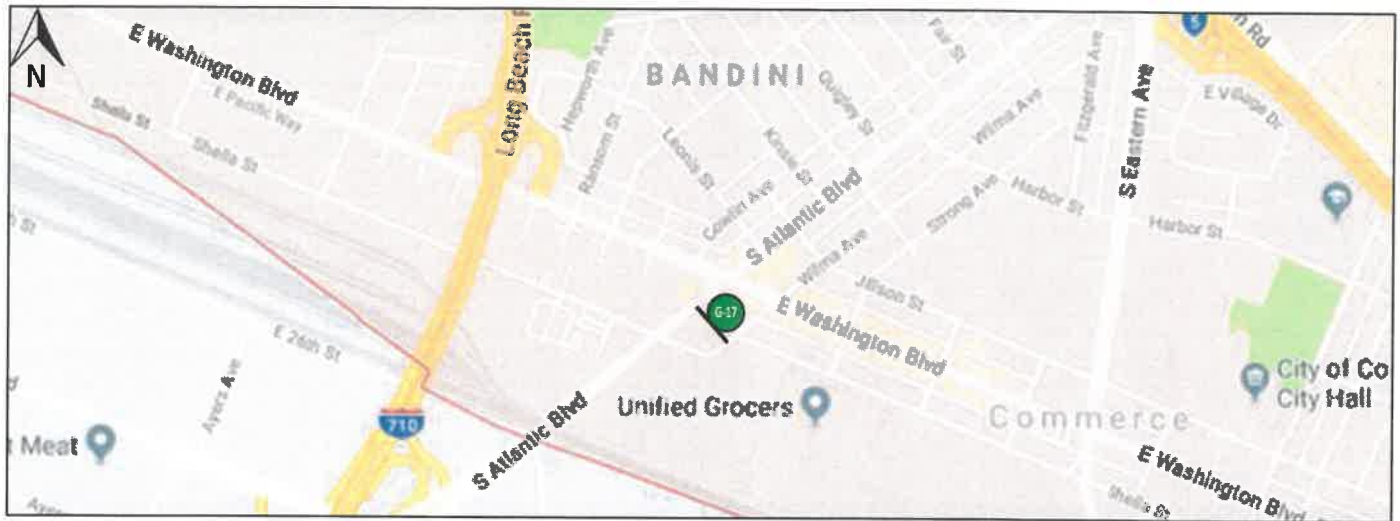 N
E Washington Blvd
E Pacific Way
Sheila St
Sheila St
Long Beach
Hepworth Ave
Ransom St
BANDINI
Leonis St
Kinsie St
Quigley St
Fair St
Cowlin Ave
S Atlantic Blvd
Wilma Ave
Wilma Ave
Strong Ave
Fitzgerald Ave
S Eastern Ave
5
Rd
E Village Dr
Harbor St
Harbor St
Jillson St
G-17
E Washington Blvd
E 26th St
Ayers Ave
Unified Grocers
S Atlantic Blvd
710
Meat
Commerce
City of Co
City Hall
E Washington Blvd
Sheila St